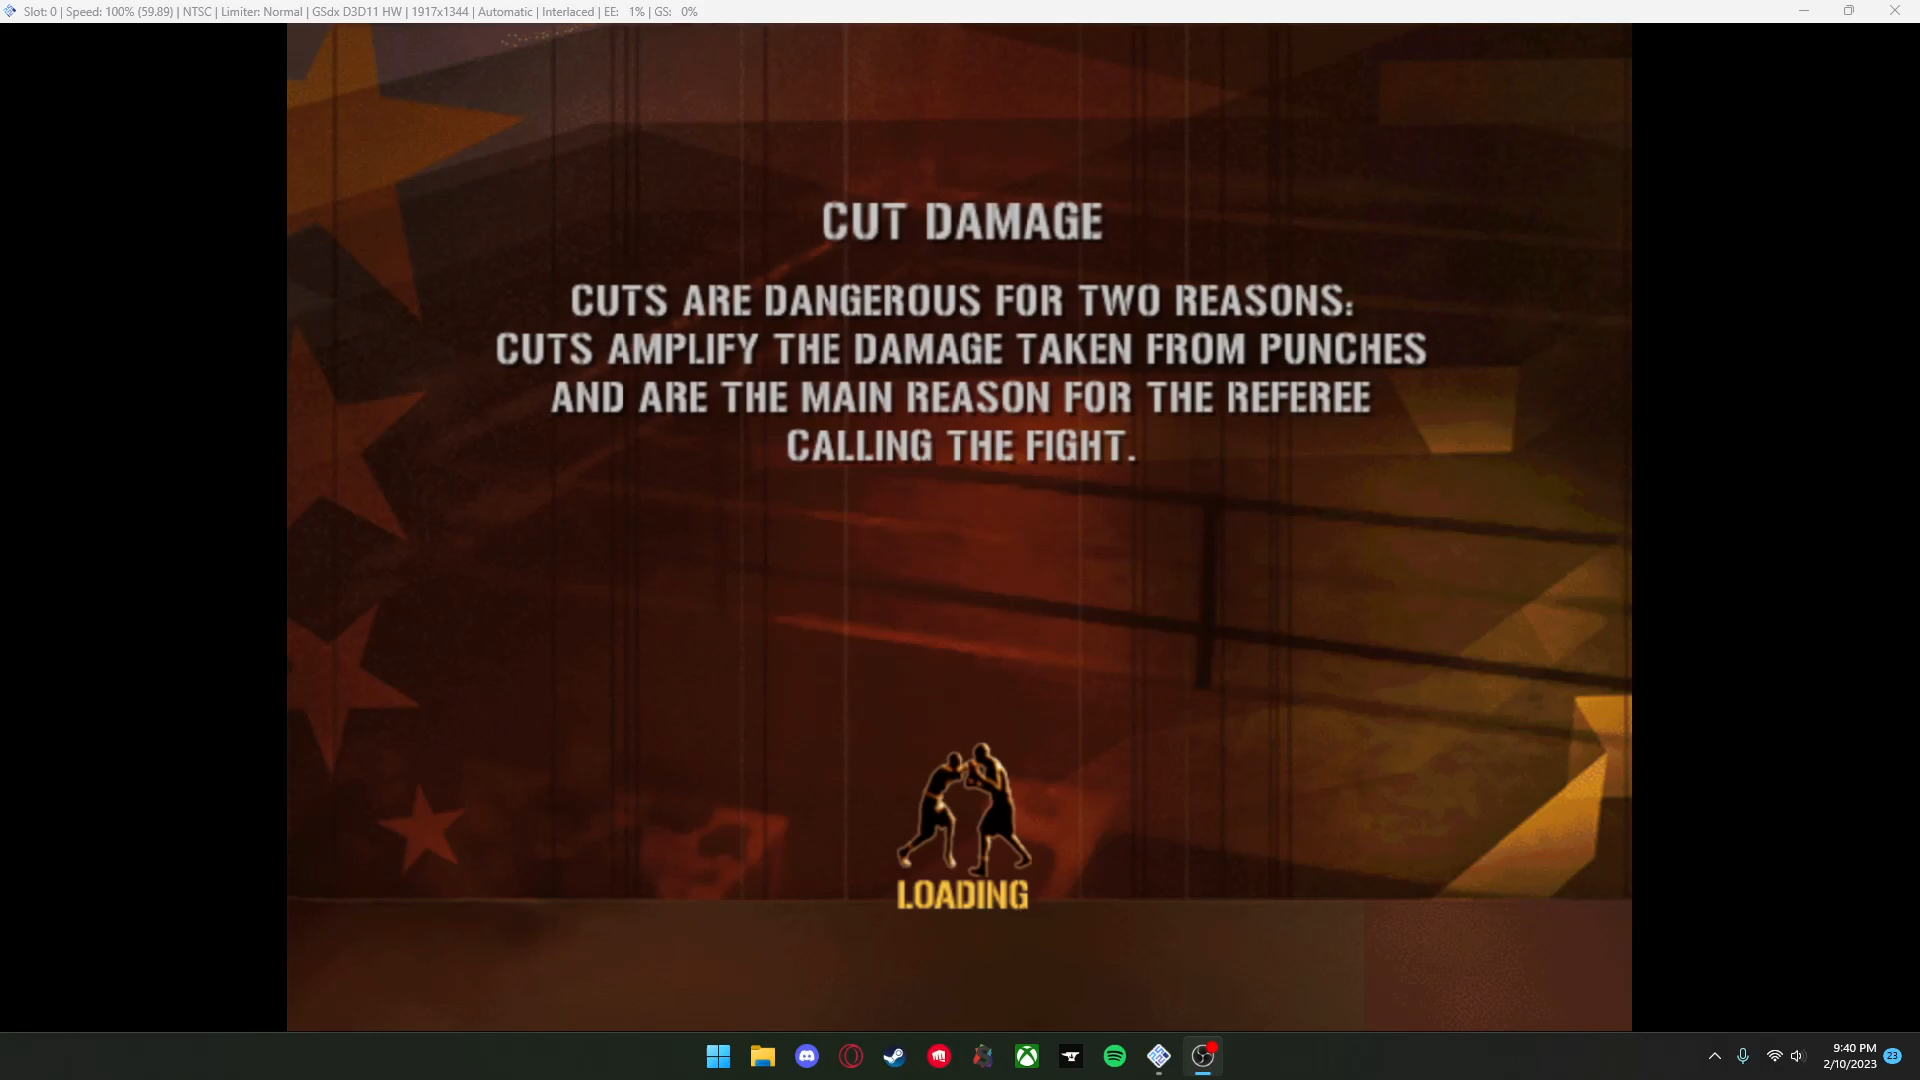 Slot: 0 | Speed: 100% (59.89) | NTSC | Limiter: Normal | GSdx D3D11 HW | 1917x1344 | Automatic | Interlaced | EE: 1% | GS: 0%
CUT DAMAGE
CUTS ARE DANGEROUS FOR TWO REASONS:
CUTS AMPLIFY THE DAMAGE TAKEN FROM PUNCHES
AND ARE THE MAIN REASON FOR THE REFEREE
CALLING THE FIGHT.
LOADING
9:40 PM
2/10/2023
23